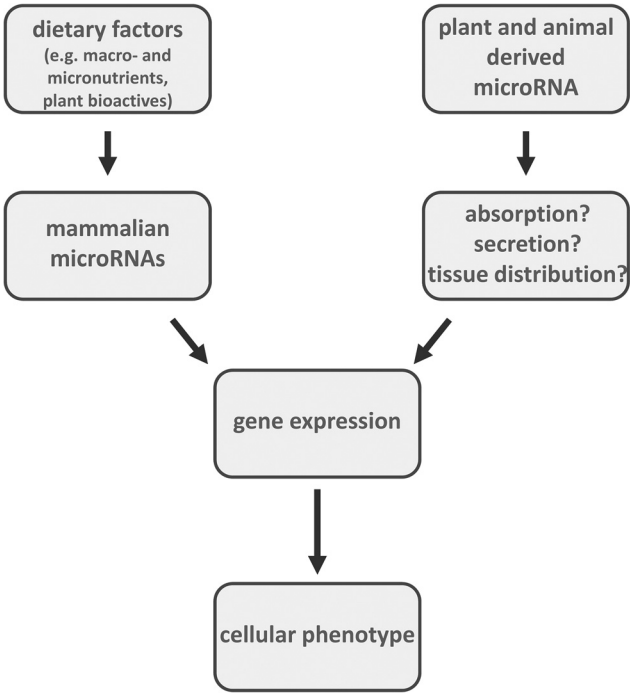 dietary factors
(e.g. macro- and
micronutrients,
plant bioactives)
plant and animal
derived
microRNA
mammalian
microRNAs
absorption?
secretion?
tissue distribution?
gene expression
cellular phenotype